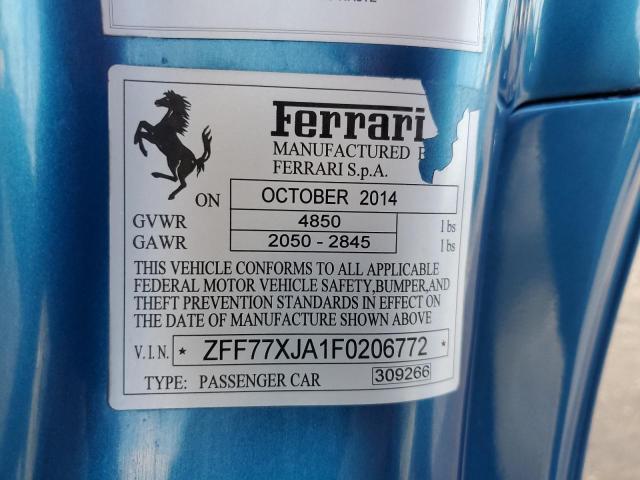 Ferrari
MANUFACTURED
FERRARI S.p.A.
ON OCTOBER 2014
GVWR 4850 lbs
GAWR 2050 - 2845 lbs
THIS VEHICLE CONFORMS TO ALL APPLICABLE
FEDERAL MOTOR VEHICLE SAFETY,BUMPER,AND
THEFT PREVENTION STANDARDS IN EFFECT ON
THE DATE OF MANUFACTURE SHOWN ABOVE
V.I.N. * ZFF77XJA1F0206772 *
TYPE: PASSENGER CAR 309266